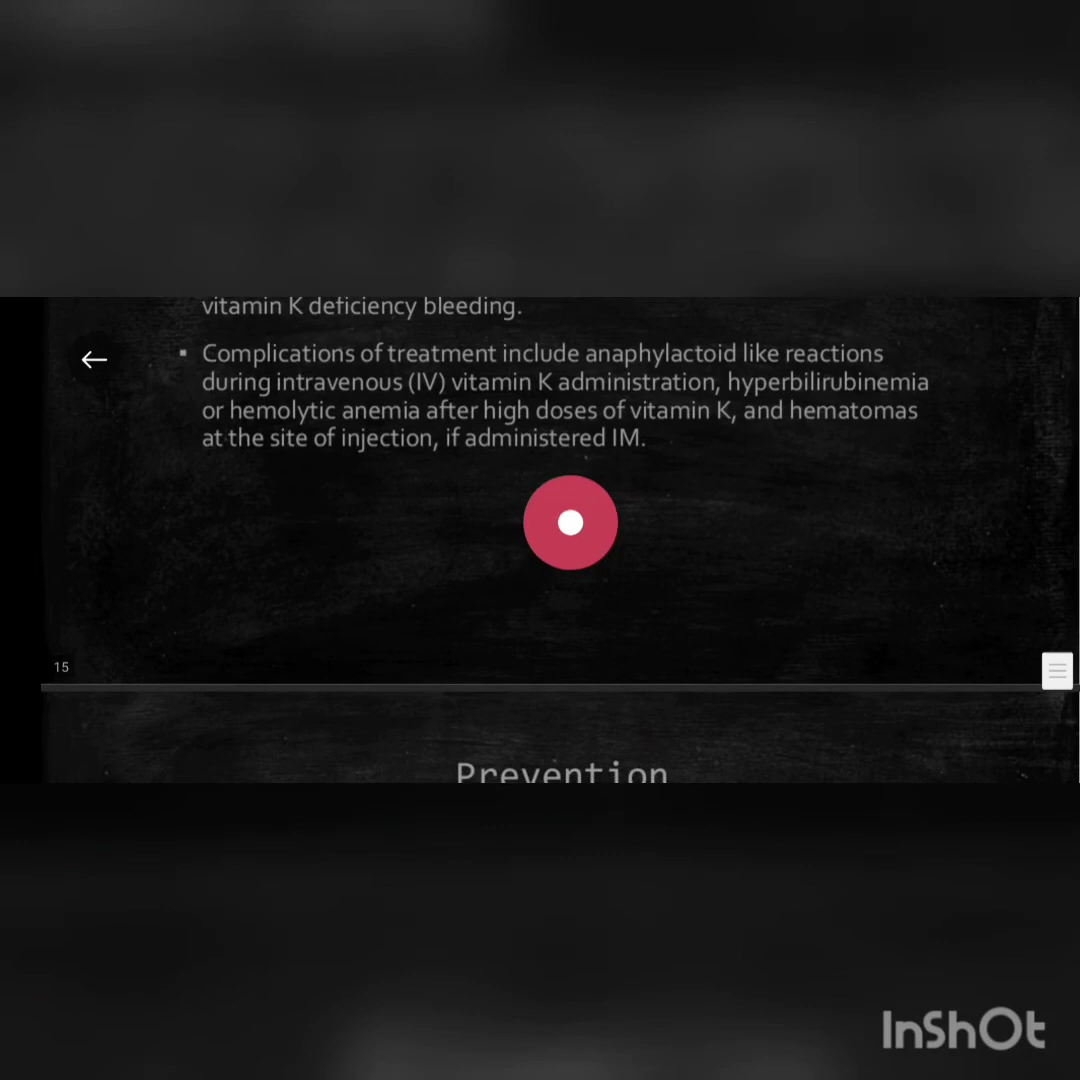 vitamin K deficiency bleeding.
▪ Complications of treatment include anaphylactoid like reactions
during intravenous (IV) vitamin K administration, hyperbilirubinemia
or hemolytic anemia after high doses of vitamin K, and hematomas
at the site of injection, if administered IM.
15
Prevention
InShOt